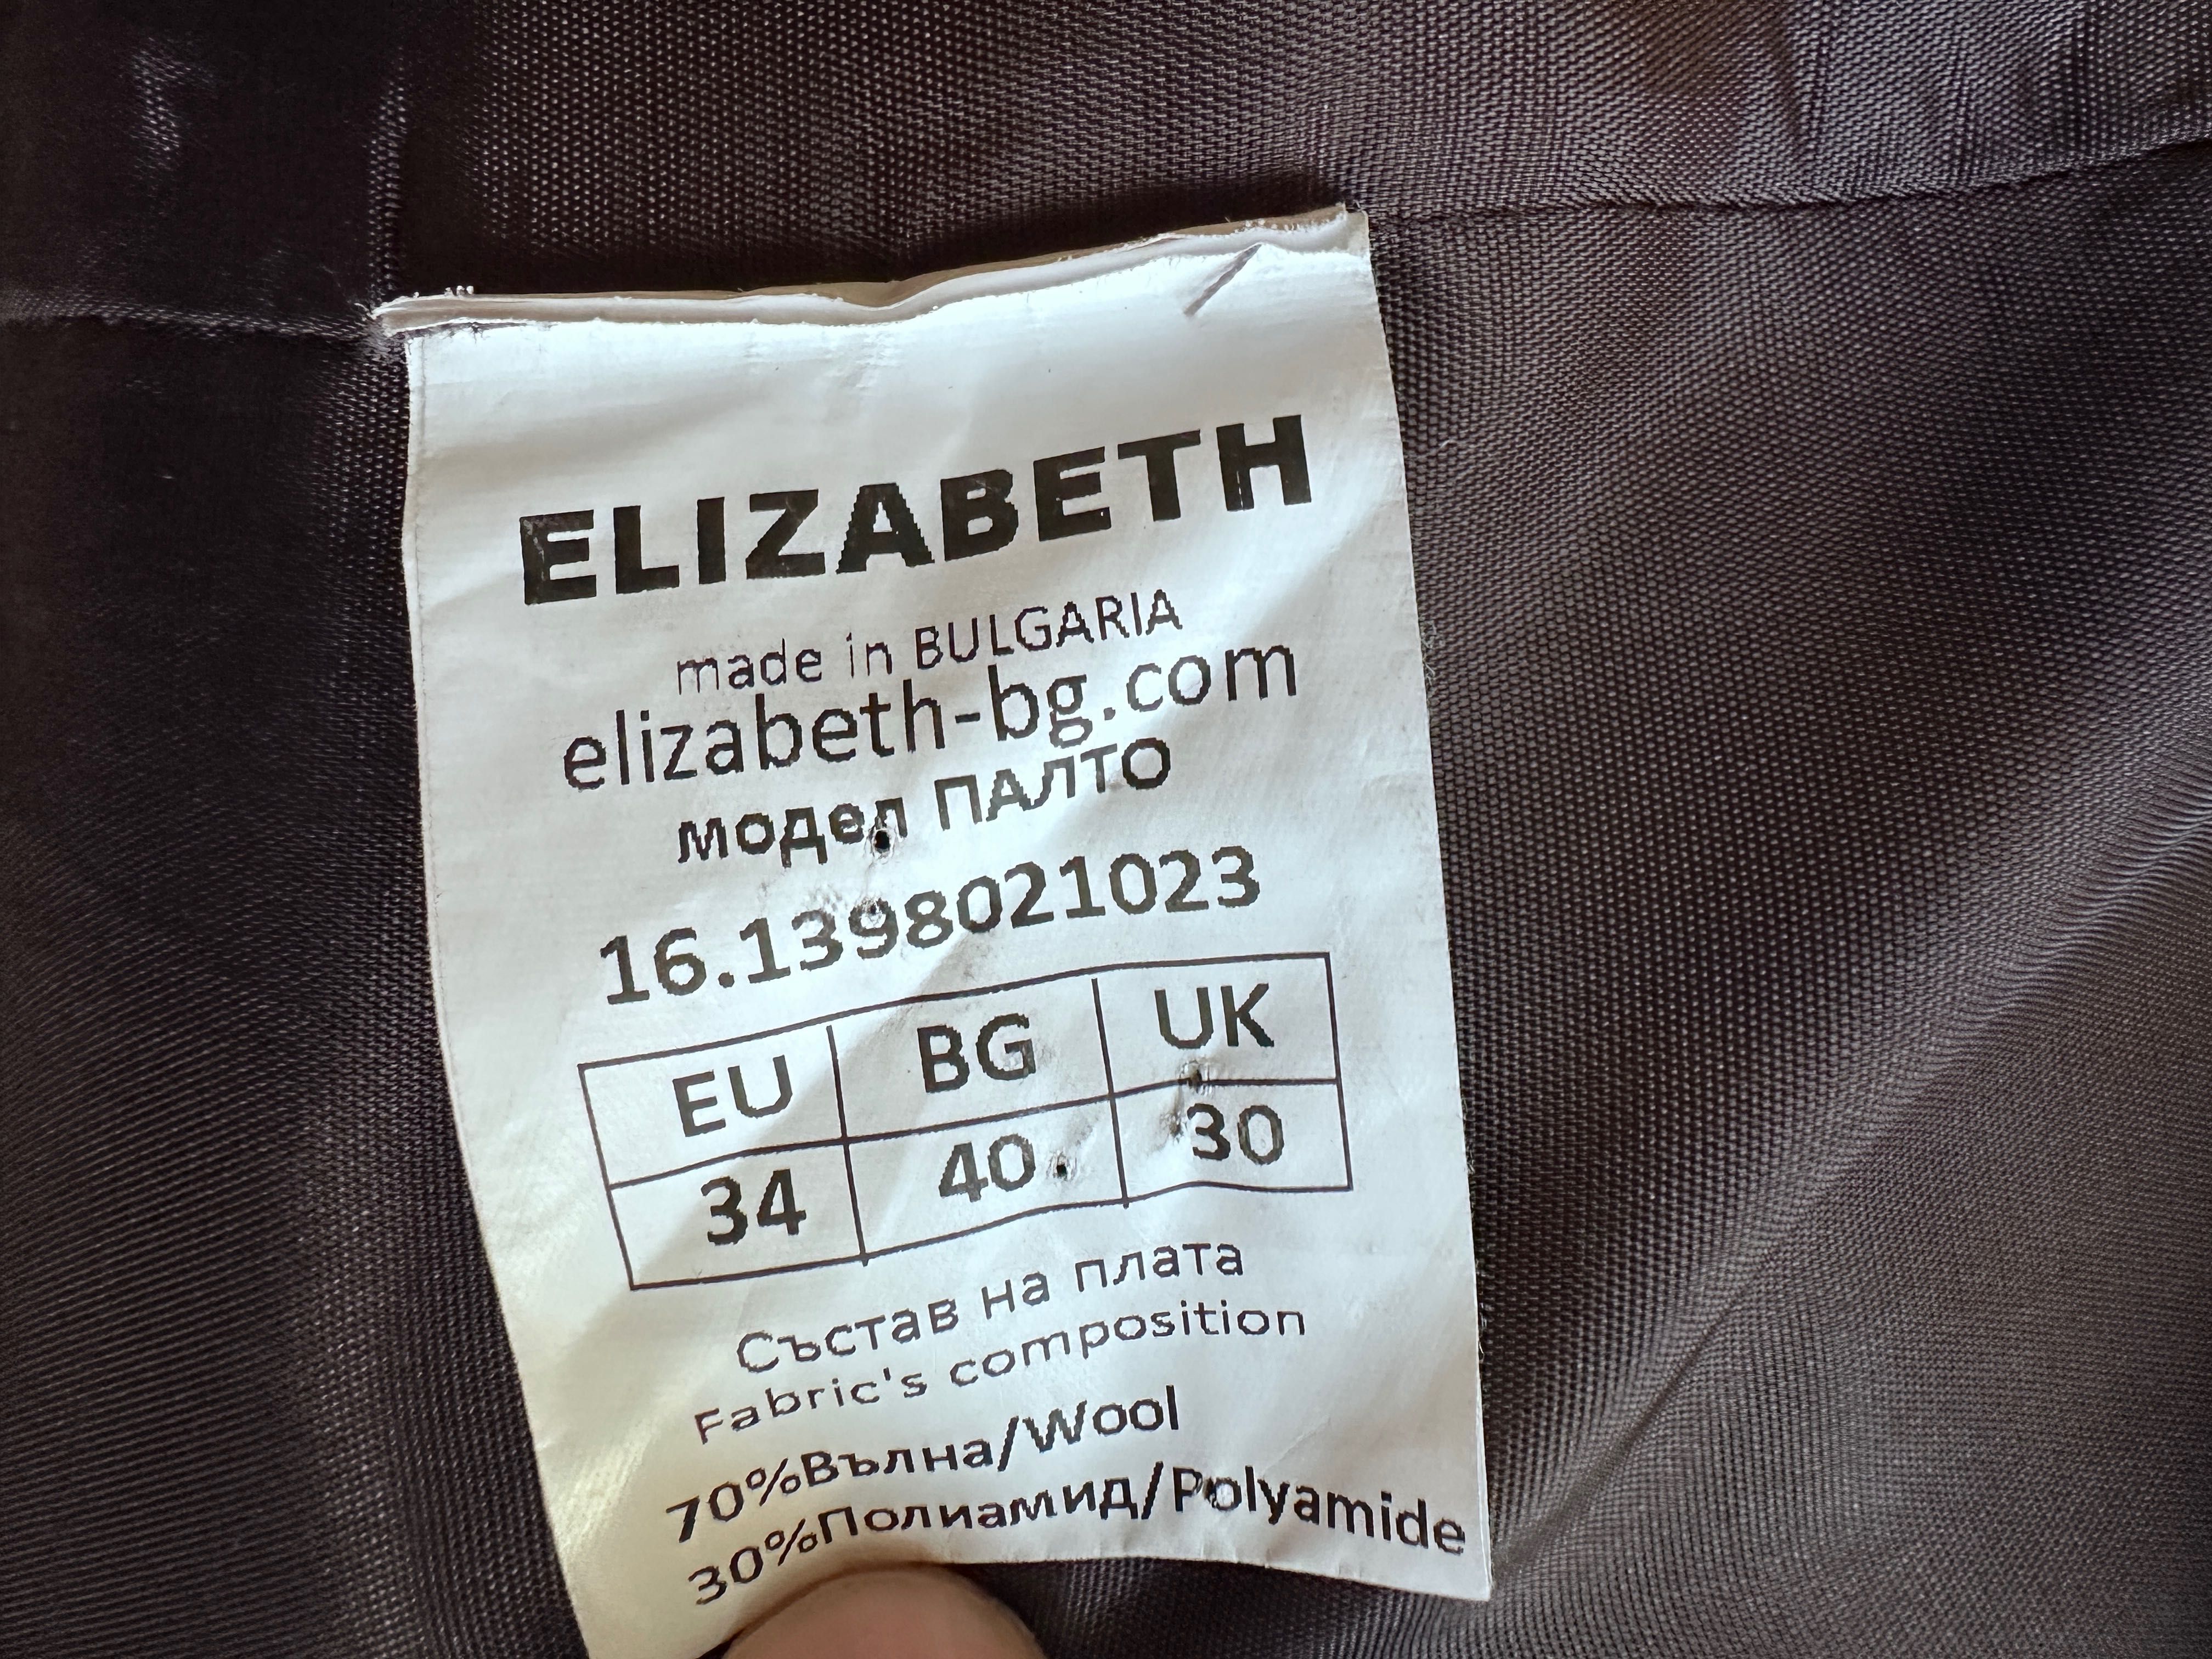 ELIZABETH
made in BULGARIA
elizabeth-bg.com
модел ПАЛТО
16.1398021023
EU BG UK
34 40 30
Състав на плата
Fabric's composition
70%Вълна/Wool
30%Полиамид/Polyamide